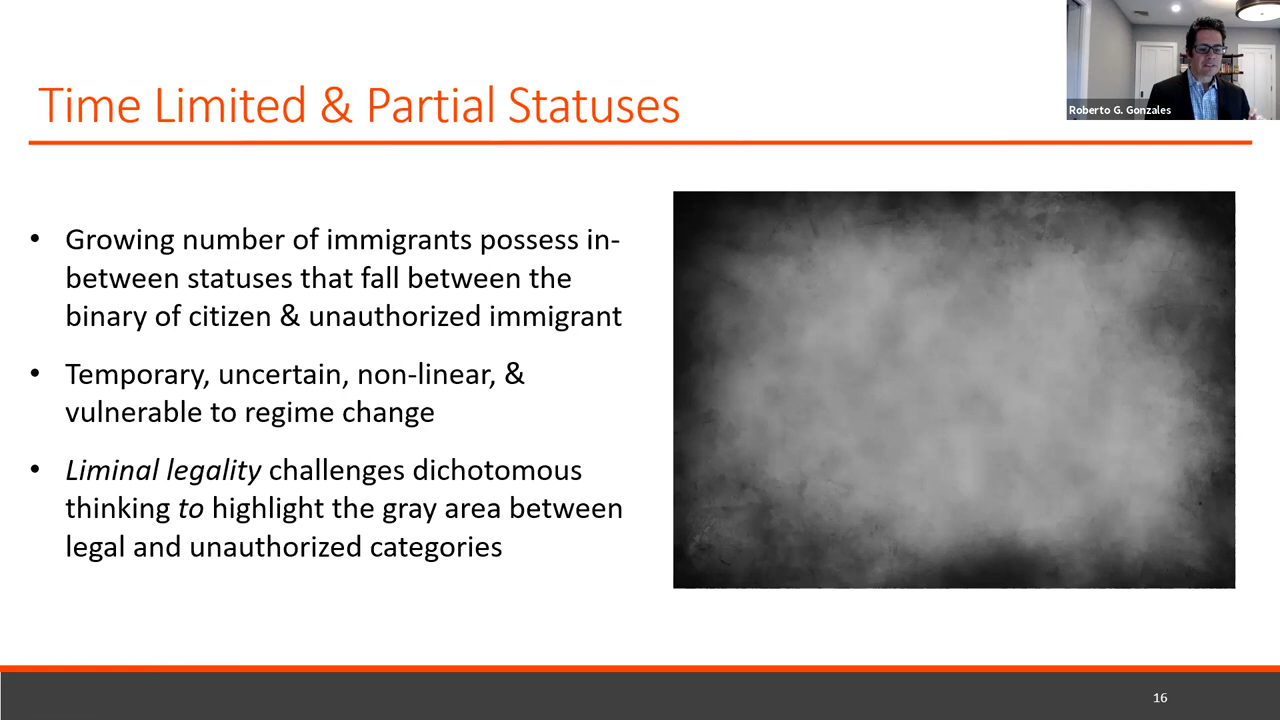 Time Limited & Partial Statuses
Roberto G. Gonzales
• Growing number of immigrants possess in-
between statuses that fall between the
binary of citizen & unauthorized immigrant
• Temporary, uncertain, non-linear, &
vulnerable to regime change
• Liminal legality challenges dichotomous
thinking to highlight the gray area between
legal and unauthorized categories
16